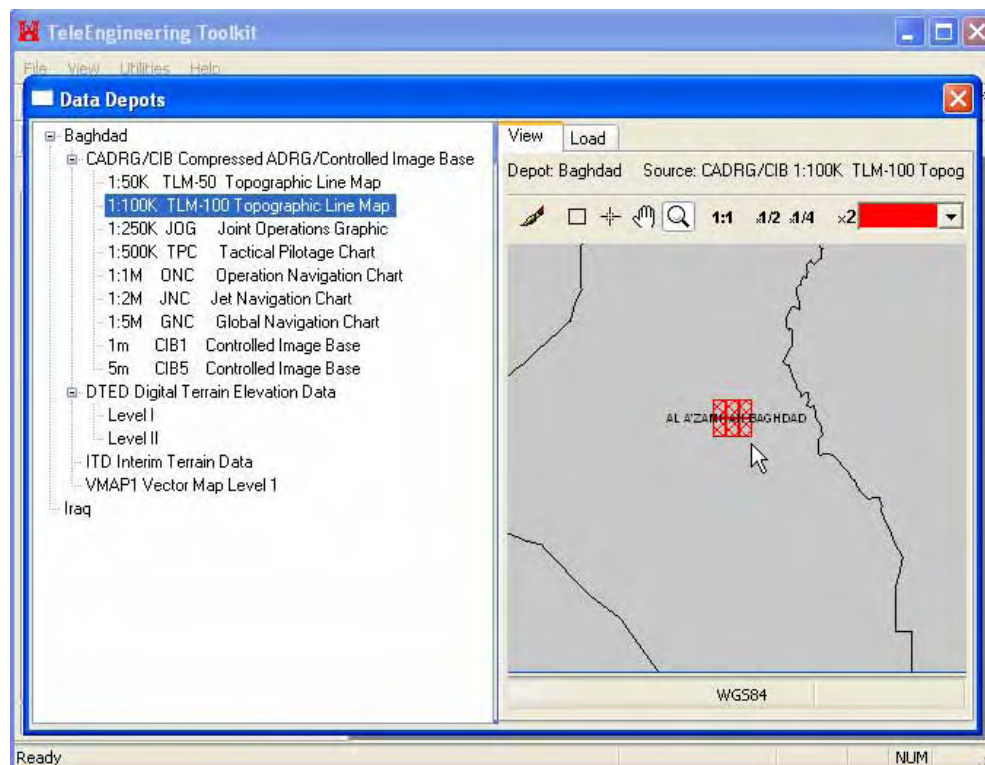 TeleEngineering Toolkit
File View Utilities Help
Data Depots
Baghdad
CADRG/CIB Compressed ADRG/Controlled Image Base
1:50K TLM-50 Topographic Line Map
1:100K TLM-100 Topographic Line Map
1:250K JOG Joint Operations Graphic
1:500K TPC Tactical Pilotage Chart
1:1M ONC Operation Navigation Chart
1:2M JNC Jet Navigation Chart
1:5M GNC Global Navigation Chart
1m CIB1 Controlled Image Base
5m CIB5 Controlled Image Base
DTED Digital Terrain Elevation Data
Level I
Level II
ITD Interim Terrain Data
VMAP1 Vector Map Level 1
Iraq
View Load
Depot: Baghdad Source: CADRG/CIB 1:100K TLM-100 Topog
1:1 x1/2 x1/4 x2
AL BAGHDAD
WGS84
Ready NUM